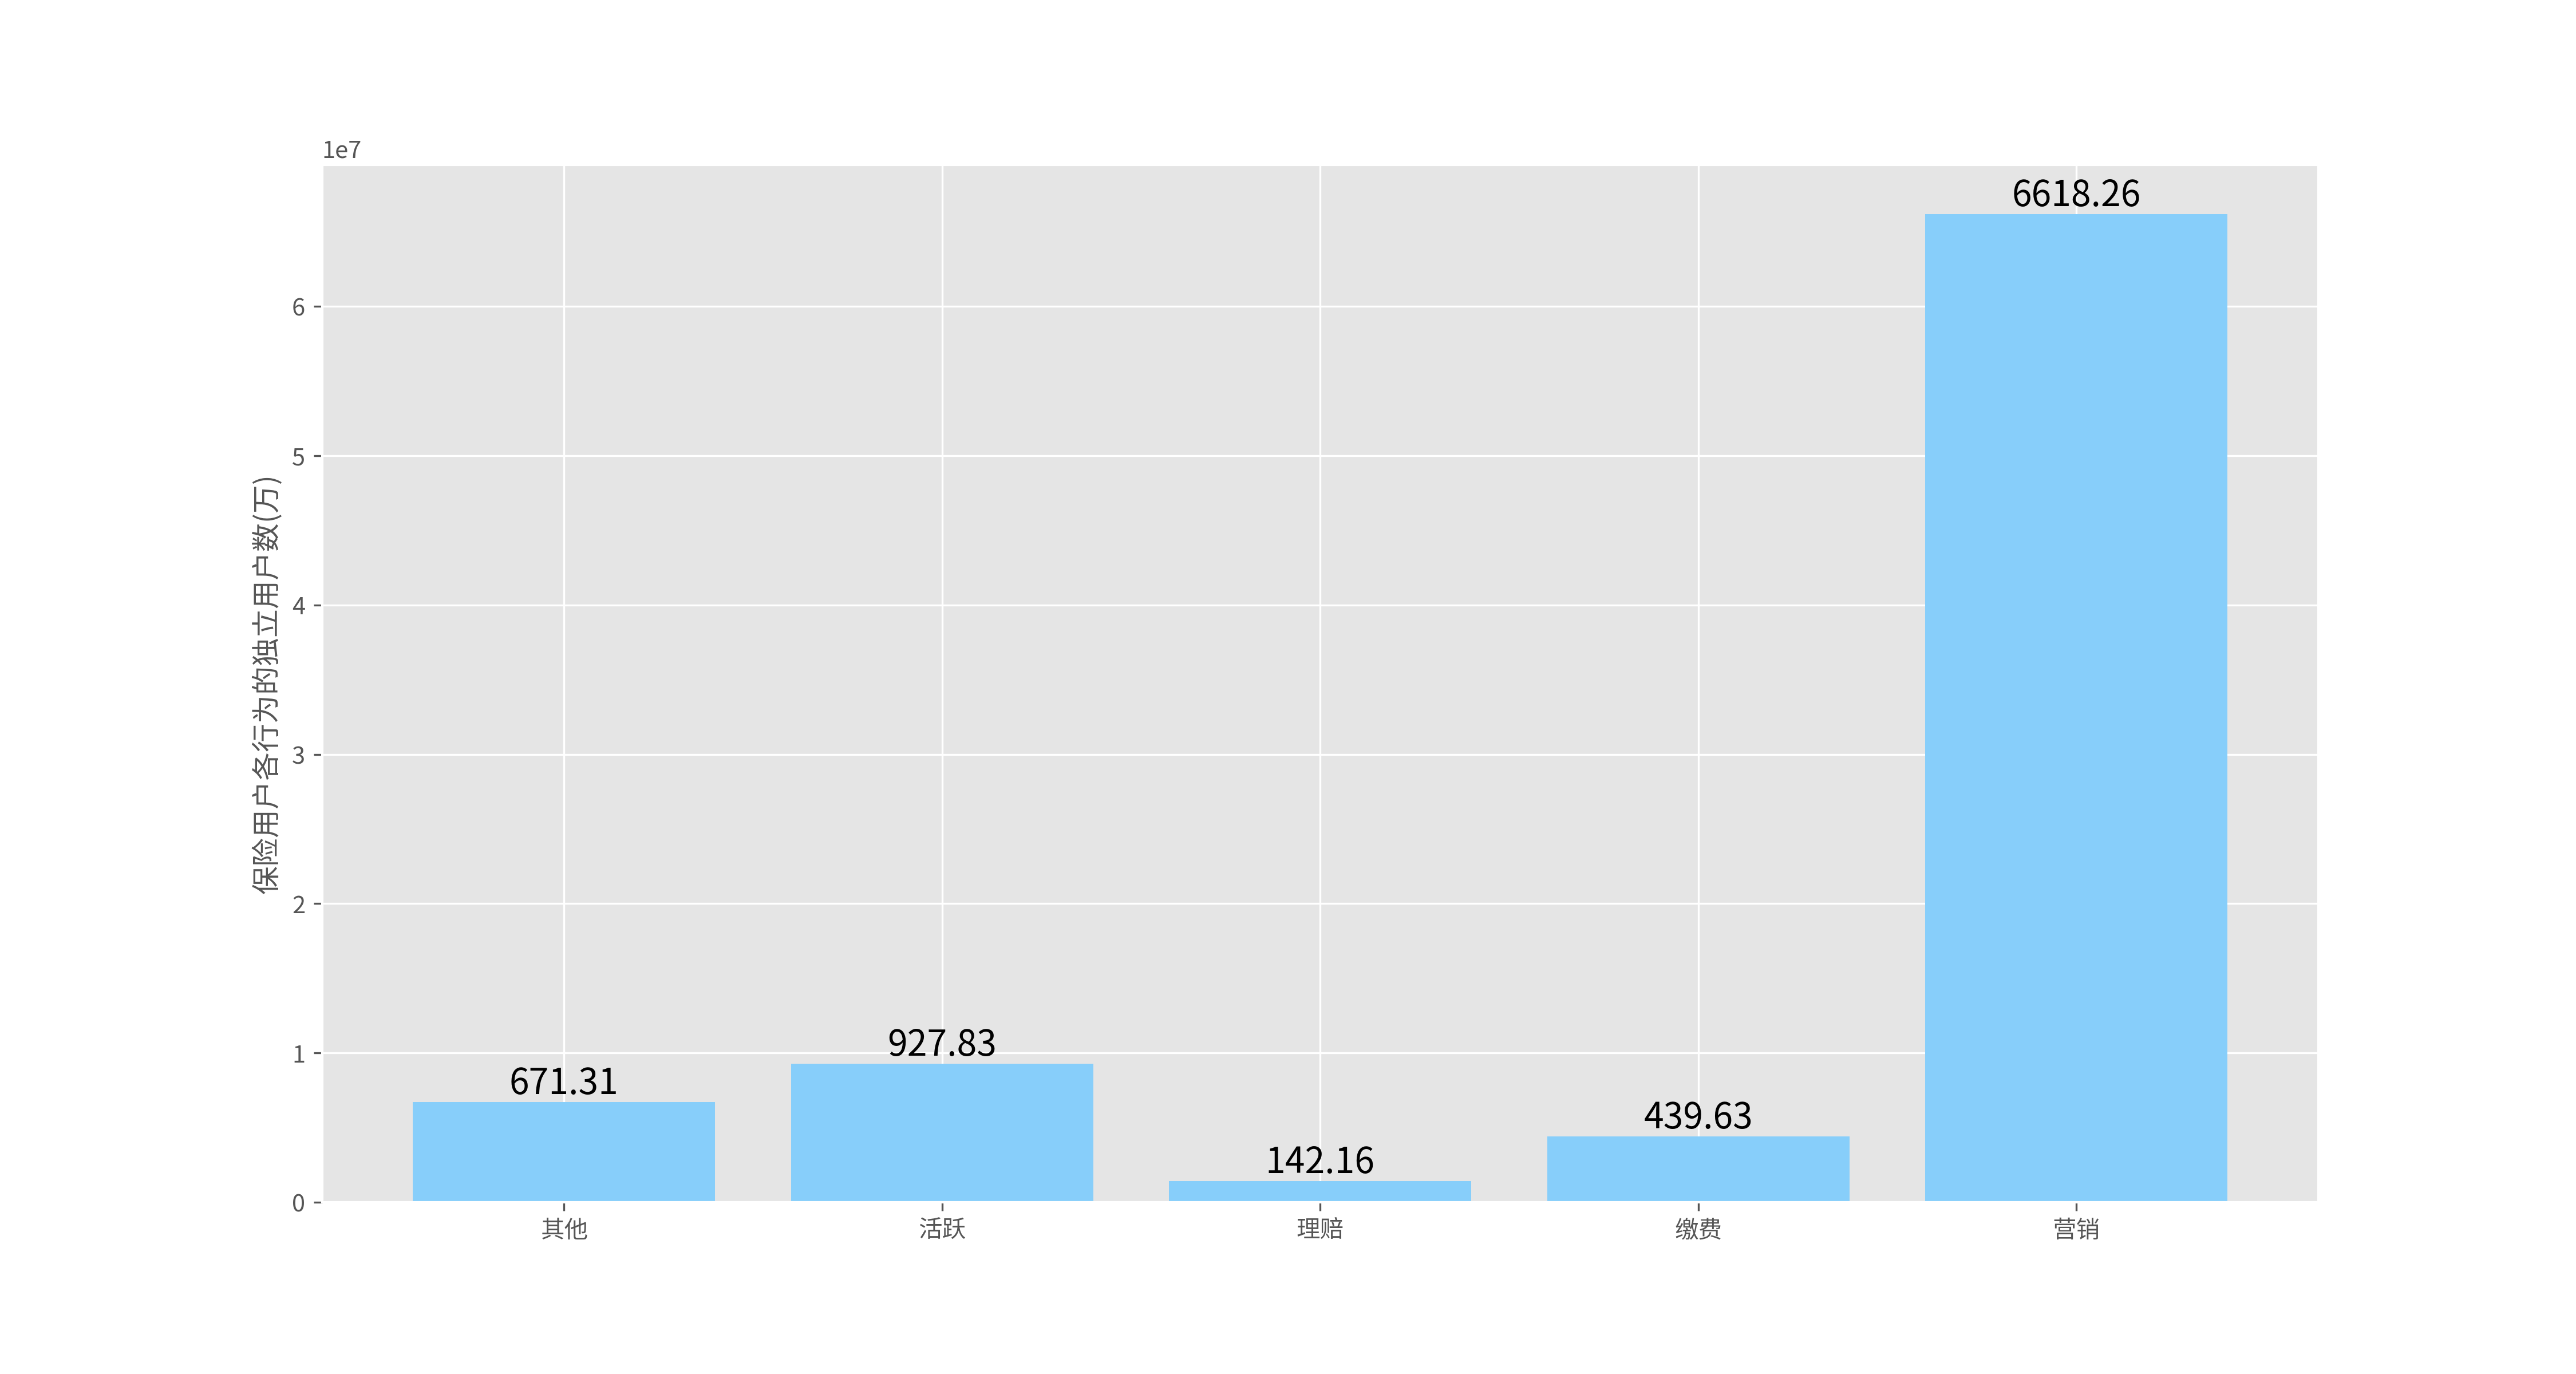 1e7
保险用户各行为的独立用户数(万)
6
5
4
3
2
1
0
671.31
927.83
142.16
439.63
6618.26
其他
活跃
理赔
缴费
营销